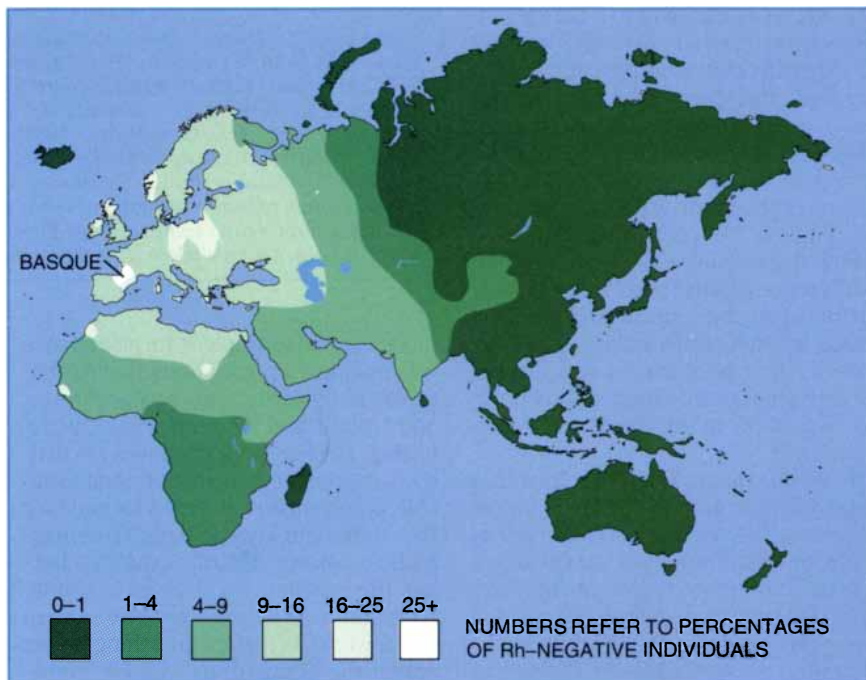 BASQUE
0–1 1–4 4–9 9–16 16–25 25+
NUMBERS REFER TO PERCENTAGES
OF Rh–NEGATIVE INDIVIDUALS